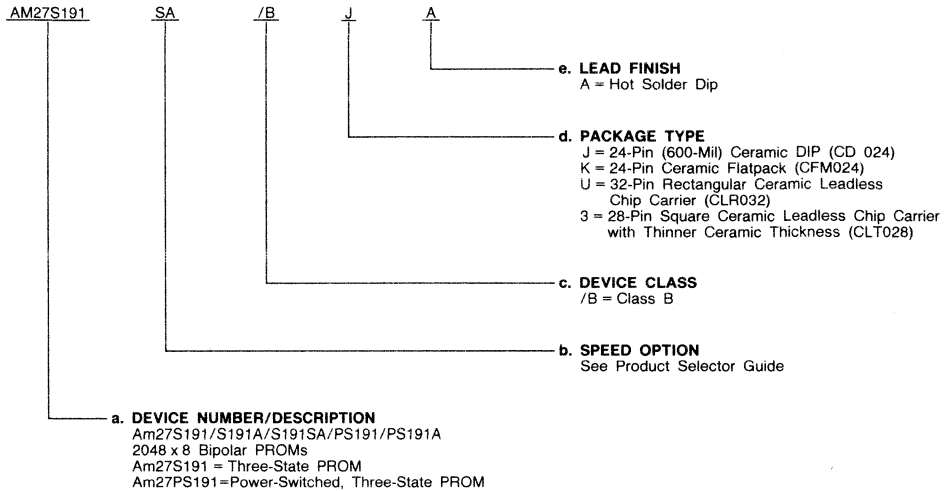 AM27S191 SA /B J A
e. LEAD FINISH
A = Hot Solder Dip
d. PACKAGE TYPE
J = 24-Pin (600-Mil) Ceramic DIP (CD 024)
K = 24-Pin Ceramic Flatpack (CFM024)
U = 32-Pin Rectangular Ceramic Leadless
Chip Carrier (CLR032)
3 = 28-Pin Square Ceramic Leadless Chip Carrier
with Thinner Ceramic Thickness (CLT028)
c. DEVICE CLASS
/B = Class B
b. SPEED OPTION
See Product Selector Guide
a. DEVICE NUMBER/DESCRIPTION
Am27S191/S191A/S191SA/PS191/PS191A
2048 x 8 Bipolar PROMs
Am27S191 = Three-State PROM
Am27PS191=Power-Switched, Three-State PROM